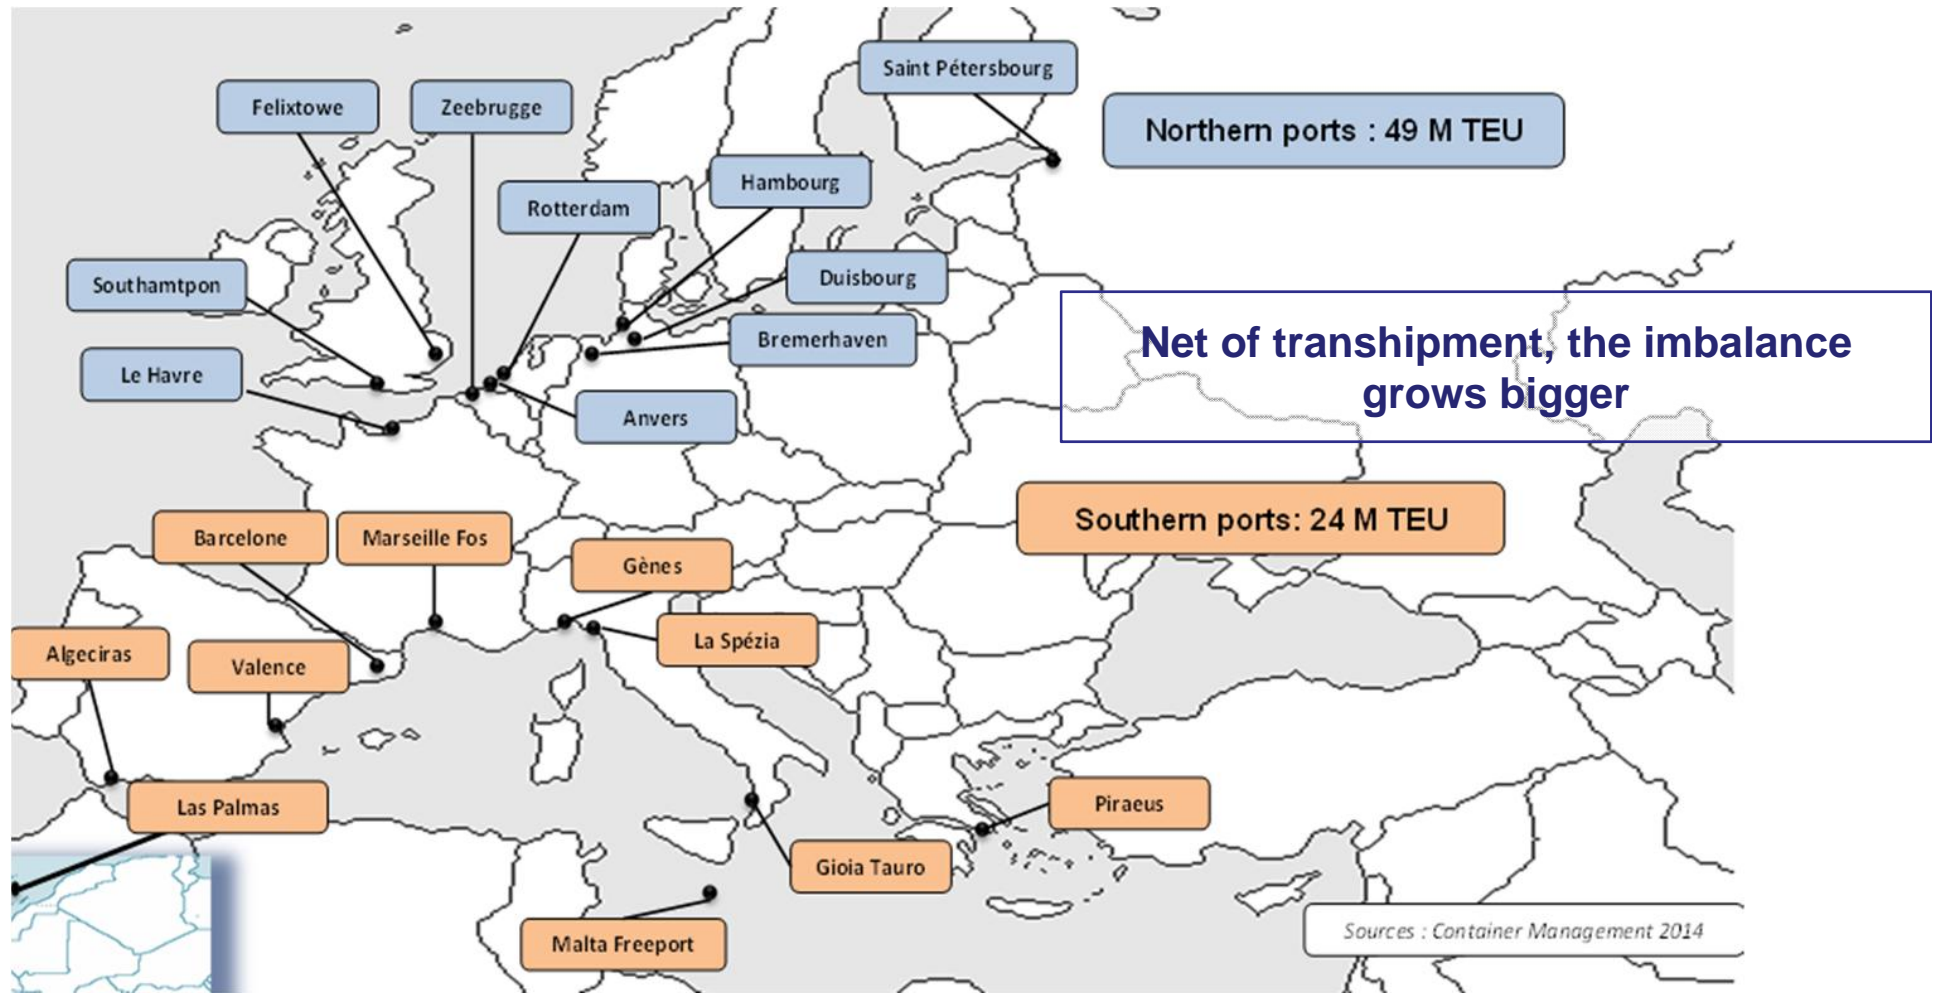 Saint Pétersbourg
Felixtowe
Zeebrugge
Northern ports : 49 M TEU
Hambourg
Rotterdam
Southamtpon
Duisbourg
Bremerhaven
Net of transhipment, the imbalance
grows bigger
Le Havre
Anvers
Southern ports: 24 M TEU
Barcelone
Marseille Fos
Gènes
La Spézia
Algeciras
Valence
Las Palmas
Piraeus
Gioia Tauro
Malta Freeport
Sources : Container Management 2014